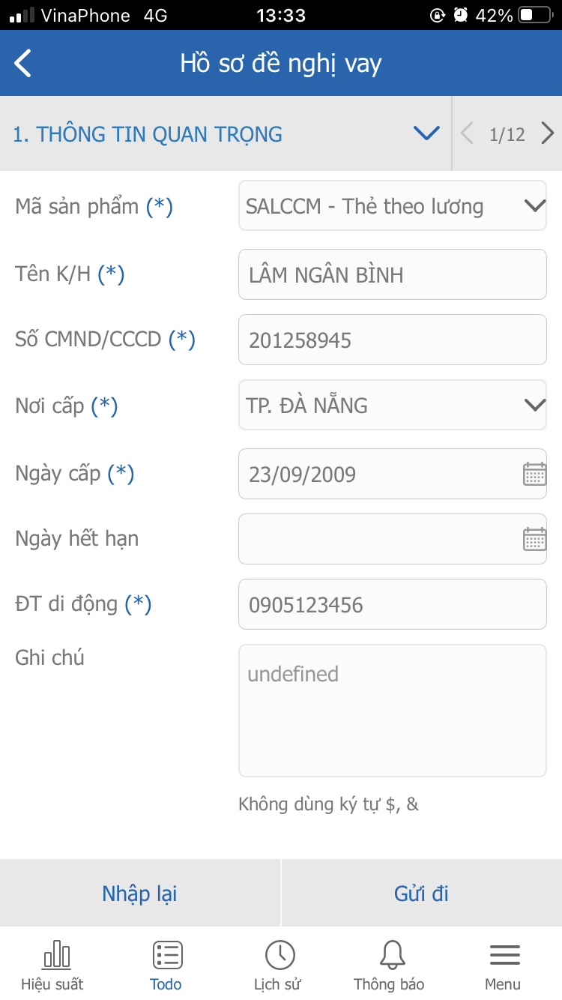 VinaPhone 4G 13:33 42%
Hồ sơ đề nghị vay
1. THÔNG TIN QUAN TRỌNG 1/12
Mã sản phẩm (*) SALCCM - Thẻ theo lương
Tên K/H (*) LÂM NGÂN BÌNH
Số CMND/CCCD (*) 201258945
Nơi cấp (*) TP. ĐÀ NẴNG
Ngày cấp (*) 23/09/2009
Ngày hết hạn
ĐT di động (*) 0905123456
Ghi chú undefined
Không dùng ký tự $, &
Nhập lại Gửi đi
Hiệu suất Todo Lịch sử Thông báo Menu